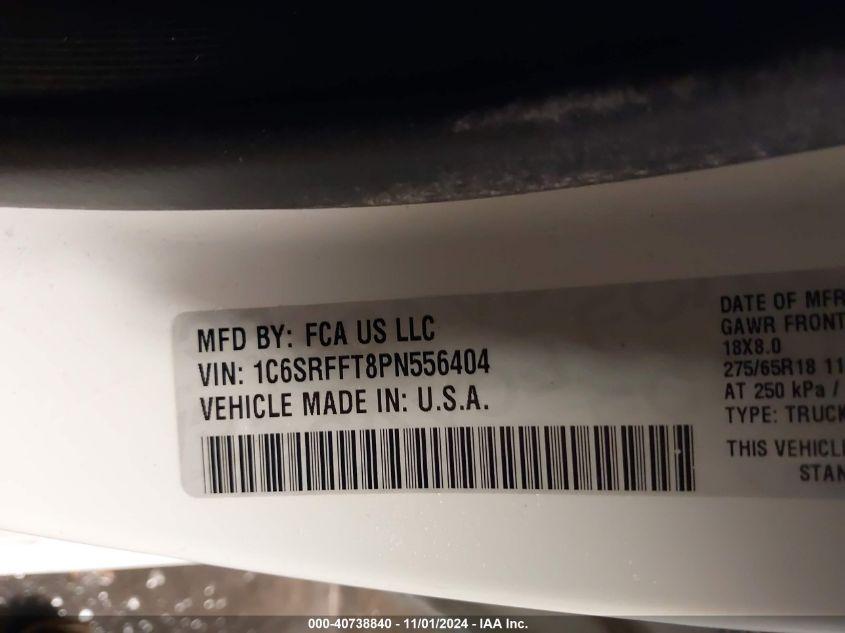 MFD BY: FCA US LLC
VIN: 1C6SRFFT8PN556404
VEHICLE MADE IN: U.S.A.
DATE OF MFR
GAWR FRONT
18X8.0
275/65R18 11
AT 250 kPa /
TYPE: TRUCK
THIS VEHICL
STAN
000-40738840 - 11/01/2024 - IAA Inc.